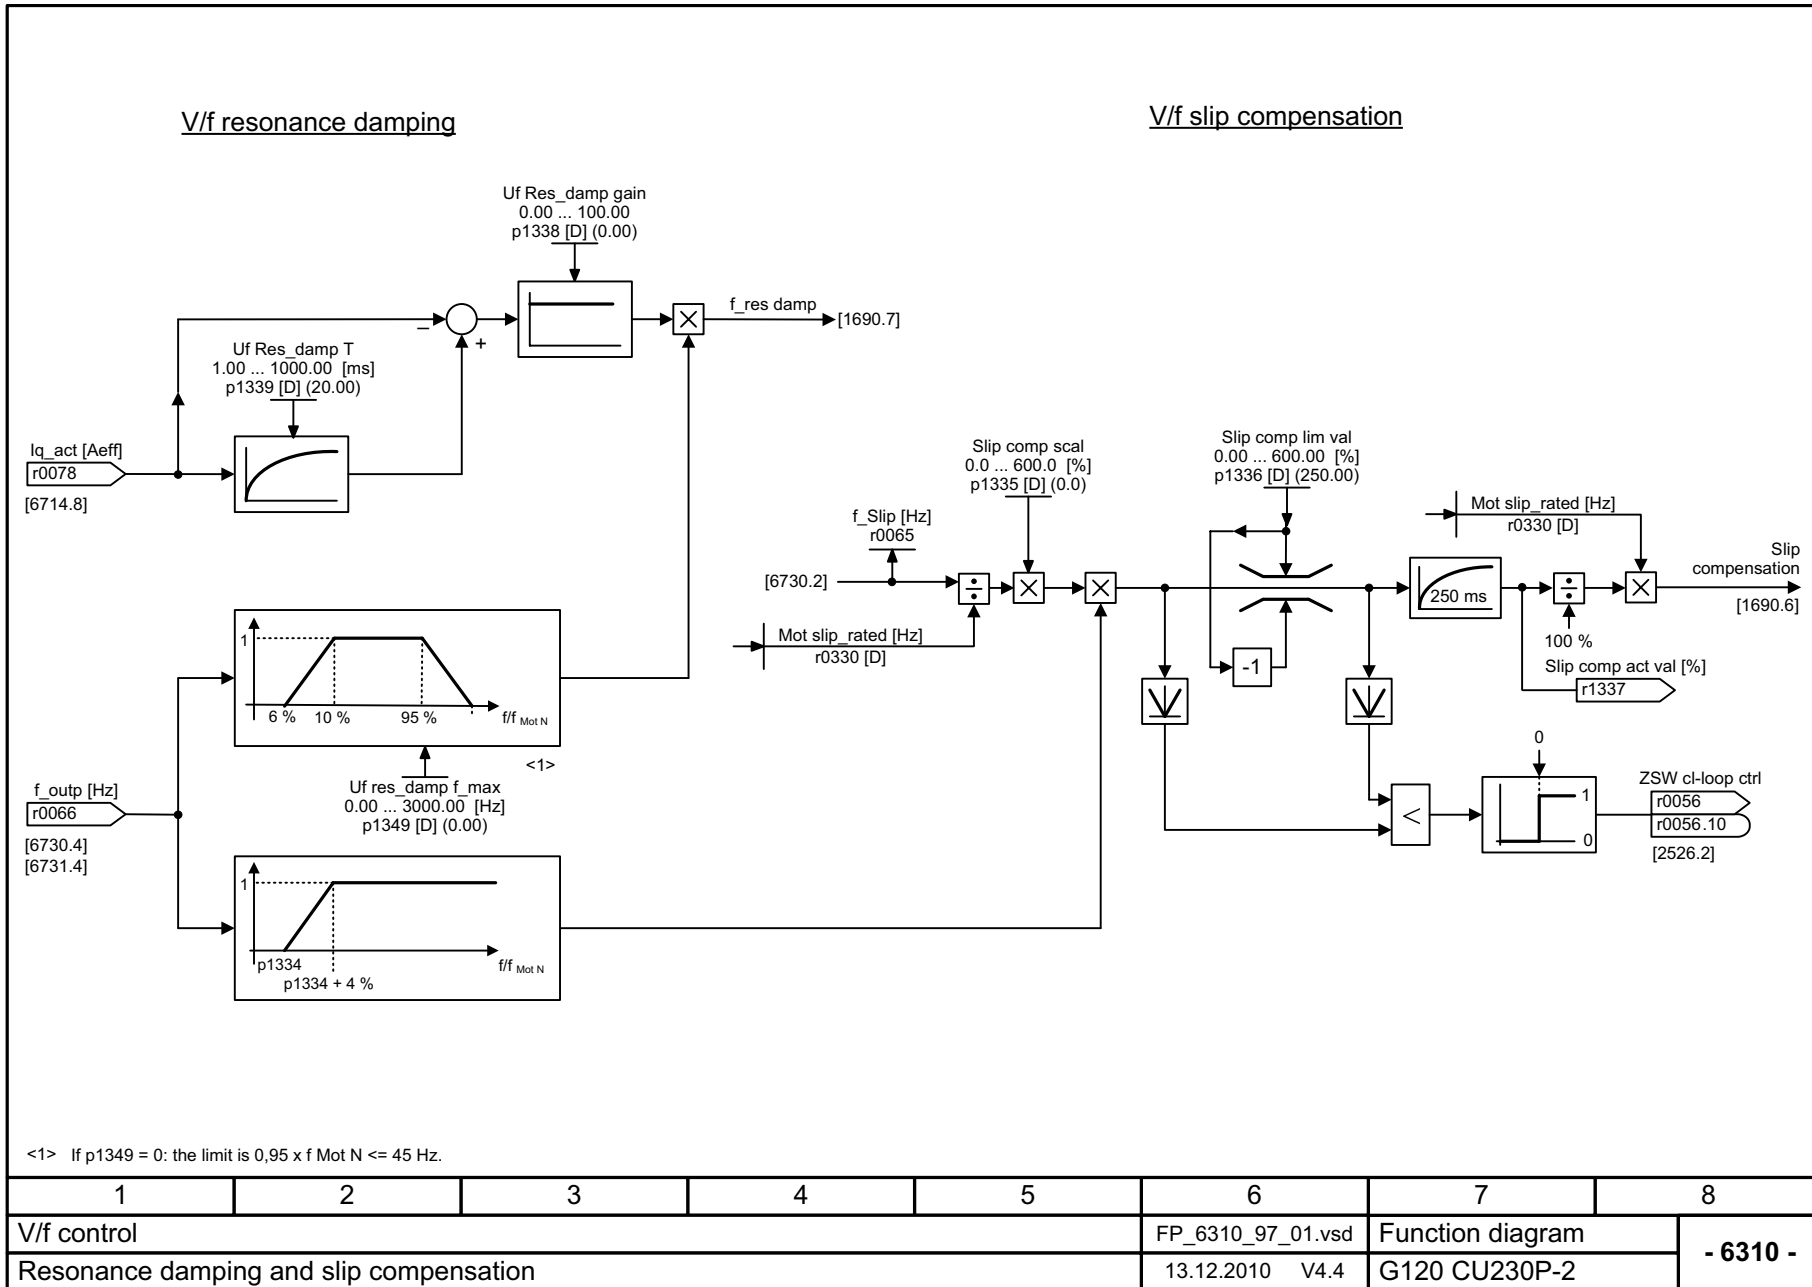 V/f resonance damping
V/f slip compensation
Uf Res_damp gain
0.00 ... 100.00
p1338 [D] (0.00)
f_res damp
[1690.7]
–
+
Uf Res_damp T
1.00 ... 1000.00 [ms]
p1339 [D] (20.00)
Iq_act [Aeff]
r0078
[6714.8]
Slip comp scal
0.0 ... 600.0 [%]
p1335 [D] (0.0)
Slip comp lim val
0.00 ... 600.00 [%]
p1336 [D] (250.00)
f_Slip [Hz]
r0065
[6730.2]
Mot slip_rated [Hz]
r0330 [D]
Mot slip_rated [Hz]
r0330 [D]
250 ms
Slip
compensation
[1690.6]
100 %
Slip comp act val [%]
r1337
-1
1
6 %
10 %
95 %
f/f Mot N
<1>
Uf res_damp f_max
0.00 ... 3000.00 [Hz]
p1349 [D] (0.00)
f_outp [Hz]
r0066
[6730.4]
[6731.4]
1
p1334
p1334 + 4 %
f/f Mot N
<
0
1
0
ZSW cl-loop ctrl
r0056
r0056.10
[2526.2]
<1> If p1349 = 0: the limit is 0,95 x f Mot N <= 45 Hz.
1 2 3 4 5 6 7 8
V/f control
FP_6310_97_01.vsd
Function diagram
- 6310 -
Resonance damping and slip compensation
13.12.2010 V4.4
G120 CU230P-2